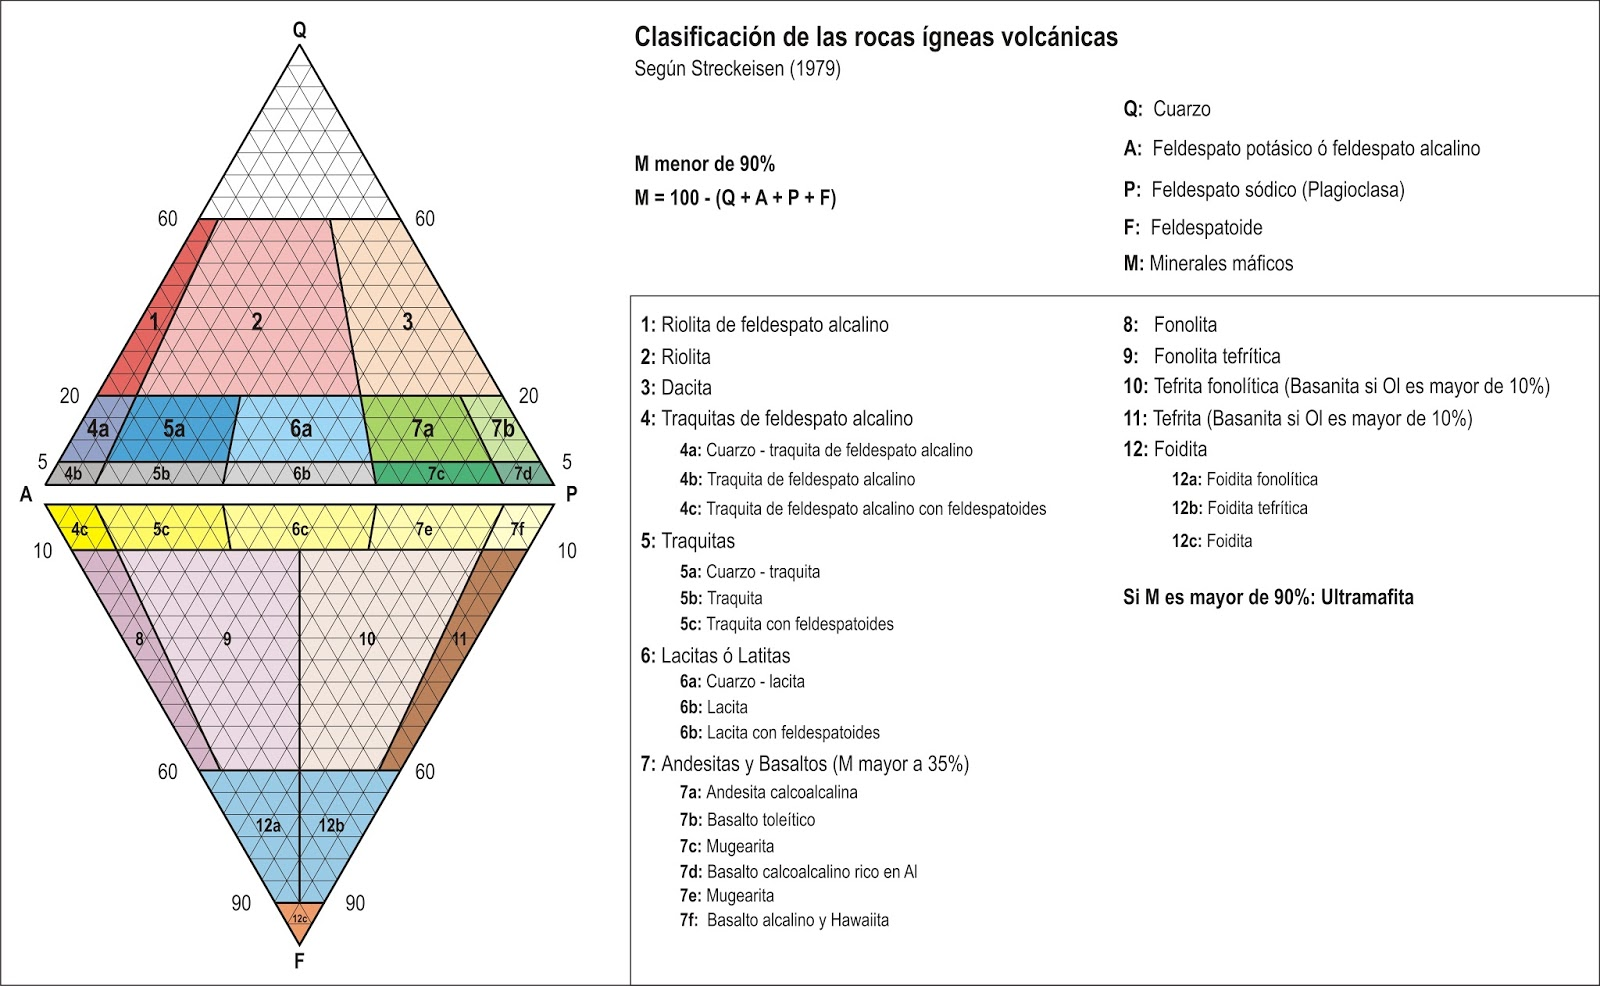 Q
60 60
1 2 3
20 20
4a 5a 6a 7a 7b
5 5
4b 5b 6b 7c 7d
A P
4c 5c 6c 7e 7f
10 10
8 9 10 11
60 60
12a 12b
90 90
12c
F
Clasificación de las rocas ígneas volcánicas
Según Streckeisen (1979)
M menor de 90%
M = 100 - (Q + A + P + F)
Q: Cuarzo
A: Feldespato potásico ó feldespato alcalino
P: Feldespato sódico (Plagioclasa)
F: Feldespatoide
M: Minerales máficos
1: Riolita de feldespato alcalino
2: Riolita
3: Dacita
4: Traquitas de feldespato alcalino
4a: Cuarzo - traquita de feldespato alcalino
4b: Traquita de feldespato alcalino
4c: Traquita de feldespato alcalino con feldespatoides
5: Traquitas
5a: Cuarzo - traquita
5b: Traquita
5c: Traquita con feldespatoides
6: Lacitas ó Latitas
6a: Cuarzo - lacita
6b: Lacita
6b: Lacita con feldespatoides
7: Andesitas y Basaltos (M mayor a 35%)
7a: Andesita calcoalcalina
7b: Basalto toleítico
7c: Mugearita
7d: Basalto calcoalcalino rico en Al
7e: Mugearita
7f: Basalto alcalino y Hawaiita
8: Fonolita
9: Fonolita tefrítica
10: Tefrita fonolítica (Basanita si Ol es mayor de 10%)
11: Tefrita (Basanita si Ol es mayor de 10%)
12: Foidita
12a: Foidita fonolítica
12b: Foidita tefrítica
12c: Foidita
Si M es mayor de 90%: Ultramafita